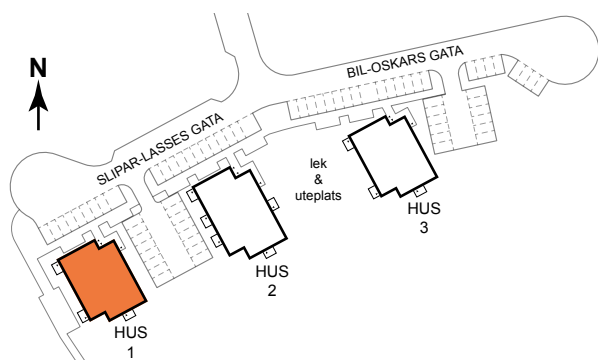 N
BIL-OSKARS GATA
SLIPAR-LASSES GATA
lek
&
uteplats
HUS
3
HUS
2
HUS
1